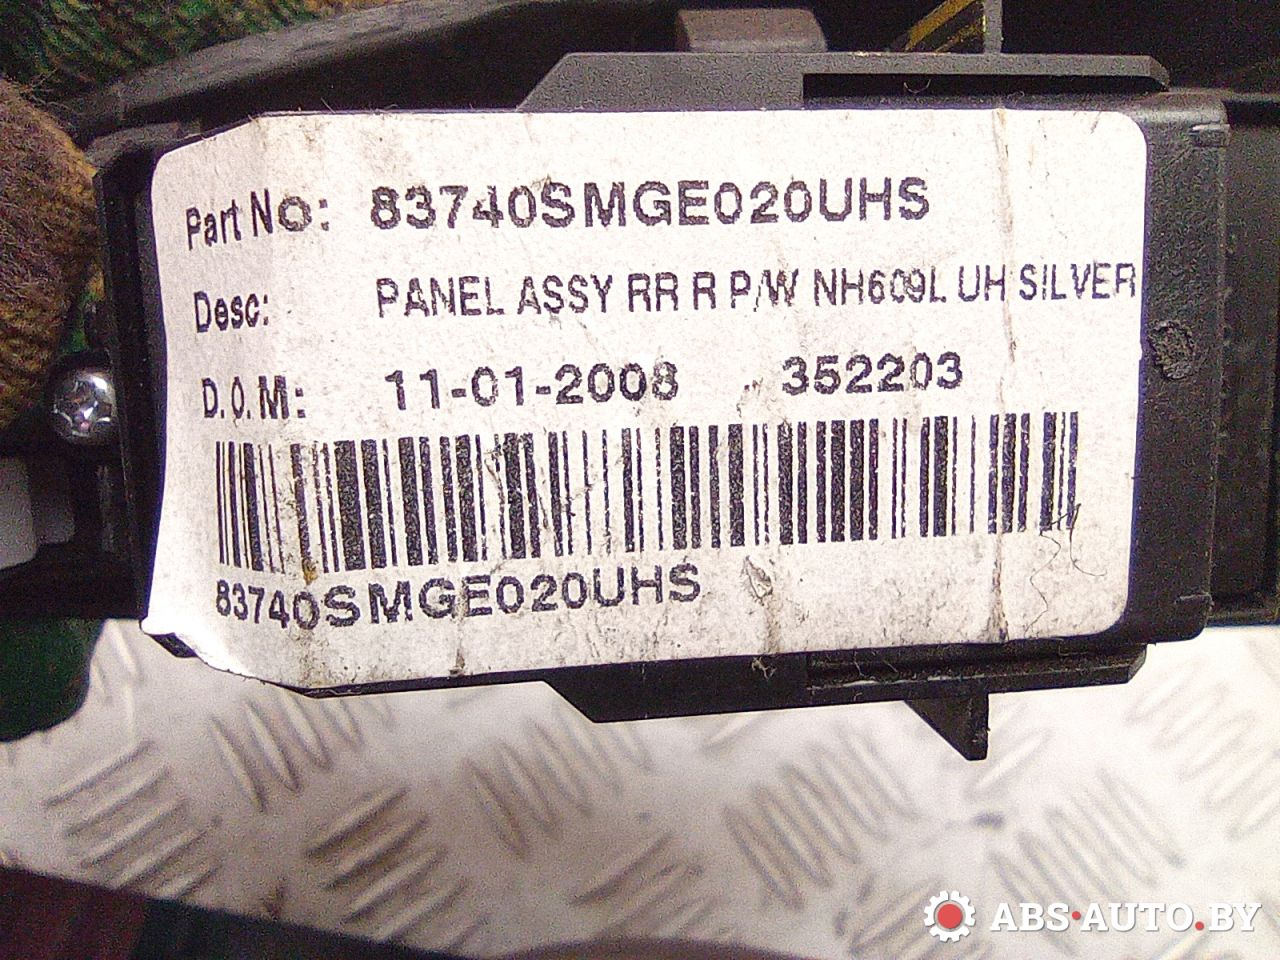 Part No: 83740SMGE020UHS
Desc: PANEL ASSY RR R P/W NH609L UH SILVER
D.O.M: 11-01-2008 352203
83740SMGE020UHS
ABS-AUTO.BY